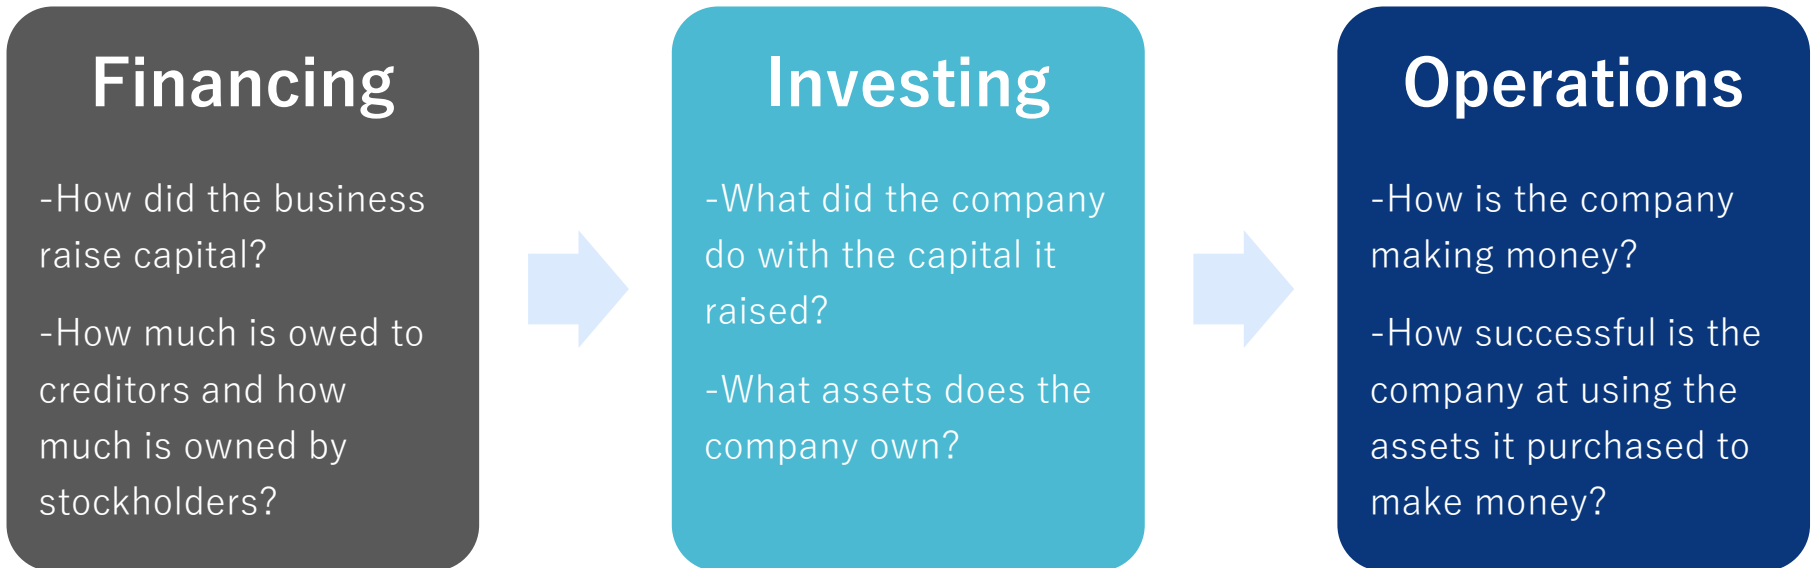 Financing
-How did the business
raise capital?
-How much is owed to
creditors and how
much is owned by
stockholders?
Investing
-What did the company
do with the capital it
raised?
-What assets does the
company own?
Operations
-How is the company
making money?
-How successful is the
company at using the
assets it purchased to
make money?